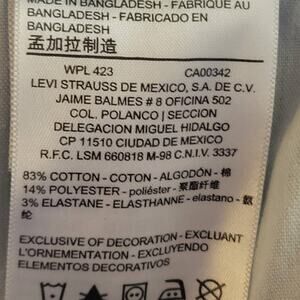 MADE IN BANGLADESH - FABRIQUÉ AU
BANGLADESH - FABRICADO EN
BANGLADESH
孟加拉制造
WPL 423 CA00342
LEVI STRAUSS DE MEXICO, S.A. DE C.V.
JAIME BALMES # 8 OFICINA 502
COL. POLANCO | SECCION
DELEGACION MIGUEL HIDALGO
CP 11510 CIUDAD DE MEXICO
R.F.C. LSM 660818 M-98 C.N.I.V. 3337
83% COTTON - COTON - ALGODÓN - 棉
14% POLYESTER - poliéster - 聚酯纤维
3% ELASTANE - ELASTHANNE - elastano - 氨
纶
EXCLUSIVE OF DECORATION - EXCLUANT
L'ORNEMENTATION - EXCLUYENDO
ELEMENTOS DECORATIVOS